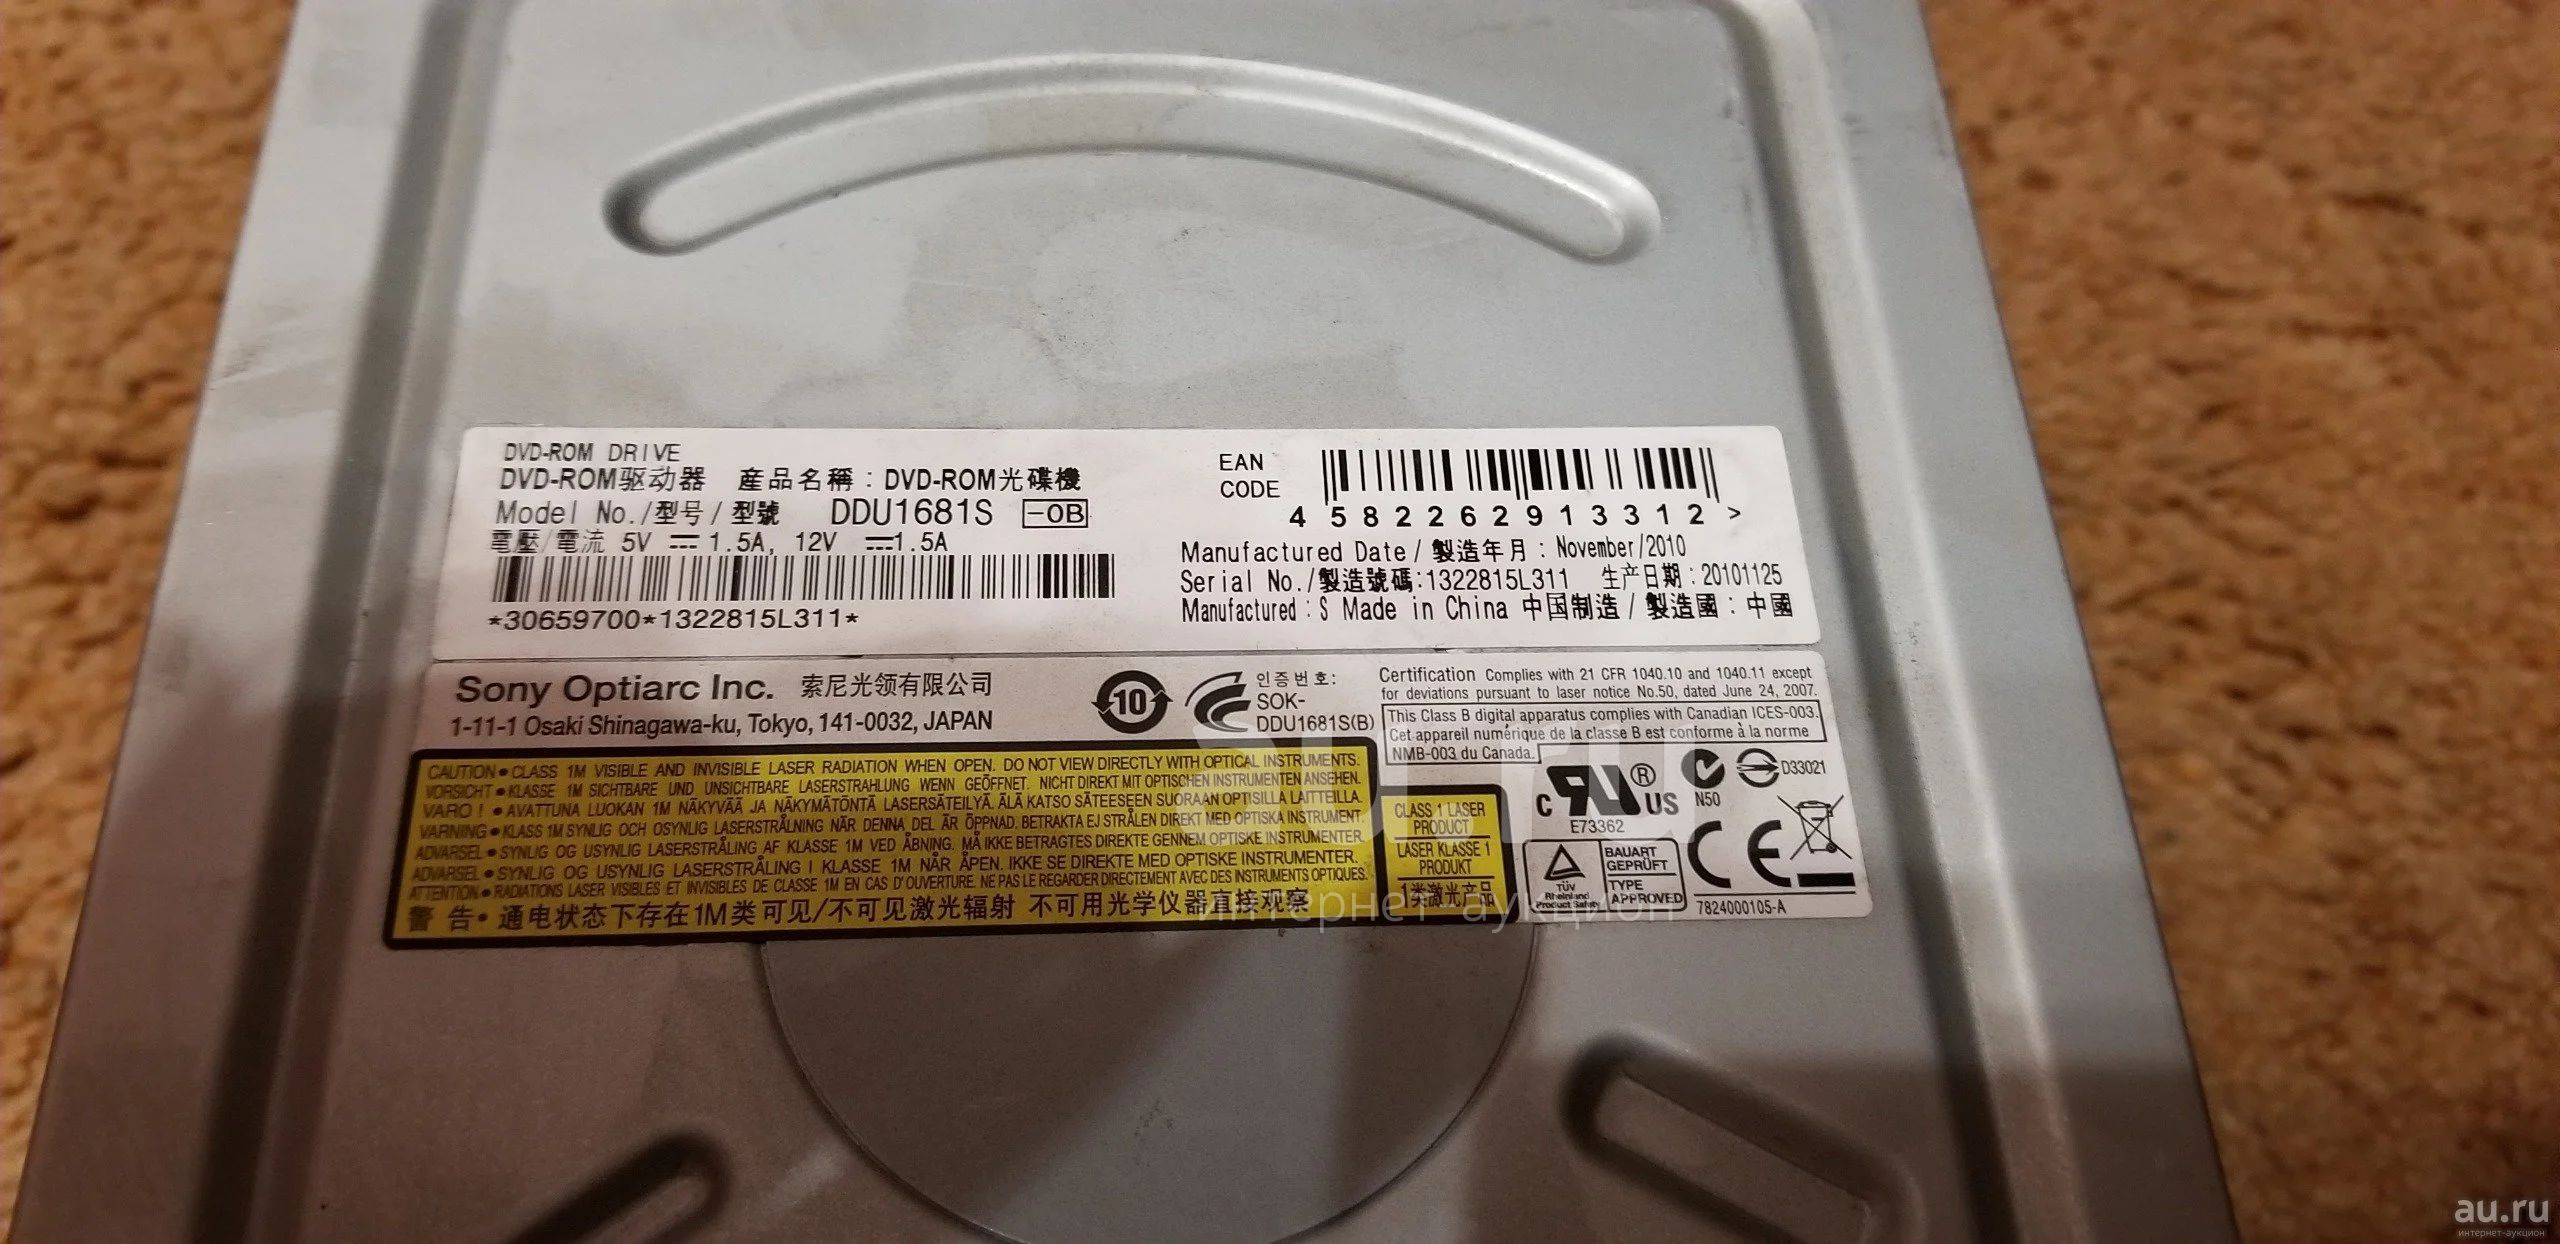 DVD-ROM DRIVE
DVD-ROM驱动器 產品名稱：DVD-ROM光碟機
Model No./型号/型號 DDU1681S -0B
電壓/電流 5V 1.5A, 12V 1.5A
*30659700*1322815L311*
EAN
CODE
4 582262 913312 >
Manufactured Date/製造年月：November/2010
Serial No./製造號碼:1322815L311 生产日期：20101125
Manufactured：S Made in China 中国制造/製造國：中國
Sony Optiarc Inc. 索尼光领有限公司
1-11-1 Osaki Shinagawa-ku, Tokyo, 141-0032, JAPAN
10
인증번호:
SOK-
DDU1681S(B)
Certification Complies with 21 CFR 1040.10 and 1040.11 except
for deviations pursuant to laser notice No.50, dated June 24, 2007.
This Class B digital apparatus complies with Canadian ICES-003.
Cet appareil numérique de la classe B est conforme à la norme
NMB-003 du Canada.
CAUTION • CLASS 1M VISIBLE AND INVISIBLE LASER RADIATION WHEN OPEN. DO NOT VIEW DIRECTLY WITH OPTICAL INSTRUMENTS.
VORSICHT • KLASSE 1M SICHTBARE UND UNSICHTBARE LASERSTRAHLUNG WENN GEÖFFNET. NICHT DIREKT MIT OPTISCHEN INSTRUMENTEN ANSEHEN.
VARO ! • AVATTUNA LUOKAN 1M NÄKYVÄÄ JA NÄKYMÄTÖNTÄ LASERSÄTEILYÄ. ÄLÄ KATSO SÄTEESEEN SUORAAN OPTISILLA LAITTEILLA.
VARNING • KLASS 1M SYNLIG OCH OSYNLIG LASERSTRÅLNING NÄR DENNA DEL ÄR ÖPPNAD. BETRAKTA EJ STRÅLEN DIREKT MED OPTISKA INSTRUMENT.
ADVARSEL • SYNLIG OG USYNLIG LASERSTRÅLING AF KLASSE 1M VED ÅBNING. MÅ IKKE BETRAGTES DIREKTE GENNEM OPTISKE INSTRUMENTER.
ADVARSEL • SYNLIG OG USYNLIG LASERSTRÅLING I KLASSE 1M NÅR ÅPEN. IKKE SE DIREKTE MED OPTISKE INSTRUMENTER.
ATTENTION • RADIATIONS LASER VISIBLES ET INVISIBLES DE CLASSE 1M EN CAS D'OUVERTURE. NE PAS LE REGARDER DIRECTEMENT AVEC DES INSTRUMENTS OPTIQUES.
警 告 • 通电状态下存在1M类可见/不可见激光辐射 不可用光学仪器直接观察
CLASS 1 LASER
PRODUCT
LASER KLASSE 1
PRODUKT
1类激光产品
C RU ® US
E73362
N50
D33021
TÜV
Rheinland
Product Safety
BAUART
GEPRÜFT
TYPE
APPROVED
CE
7824000105-A
интернет-аукцион
au.ru
интернет-аукцион